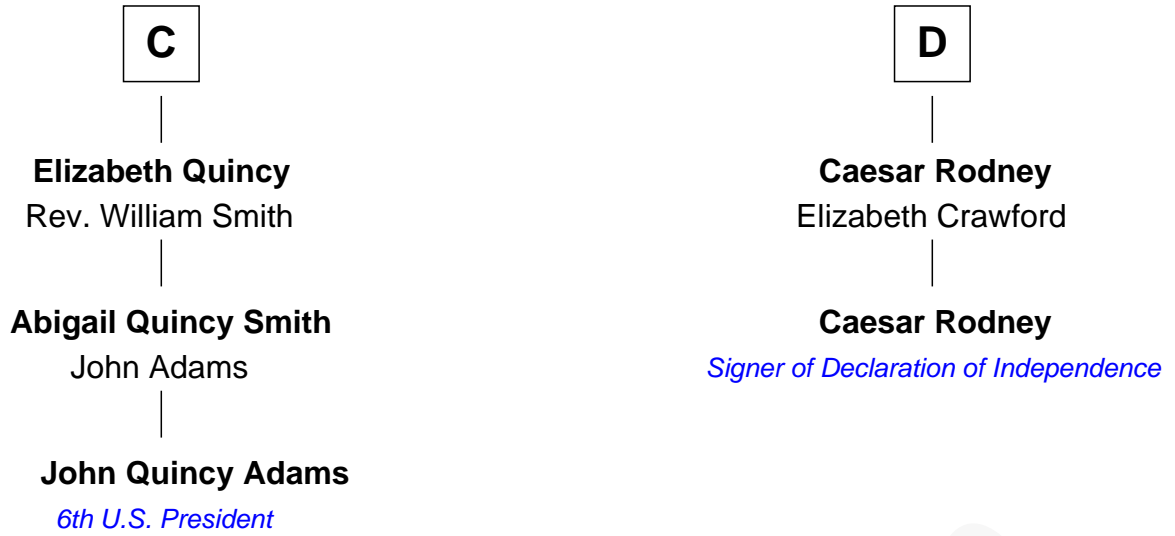 C
Elizabeth Quincy
Rev. William Smith
Abigail Quincy Smith
John Adams
John Quincy Adams
6th U.S. President
D
Caesar Rodney
Elizabeth Crawford
Caesar Rodney
Signer of Declaration of Independence